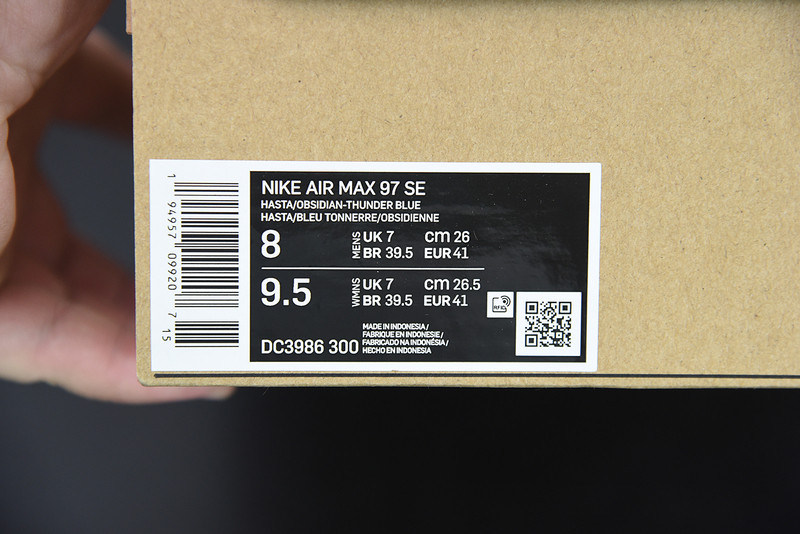 NIKE AIR MAX 97 SE
HASTA/OBSIDIAN-THUNDER BLUE
HASTA/BLEU TONNERRE/OBSIDIENNE
8 MENS UK 7 cm 26
BR 39.5 EUR 41
9.5 WMNS UK 7 cm 26.5
BR 39.5 EUR 41
RFID
DC3986 300
MADE IN INDONESIA/
FABRIQUE EN INDONESIE/
FABRICADO NA INDONÉSIA/
HECHO EN INDONESIA
1 94957 09920 7 15